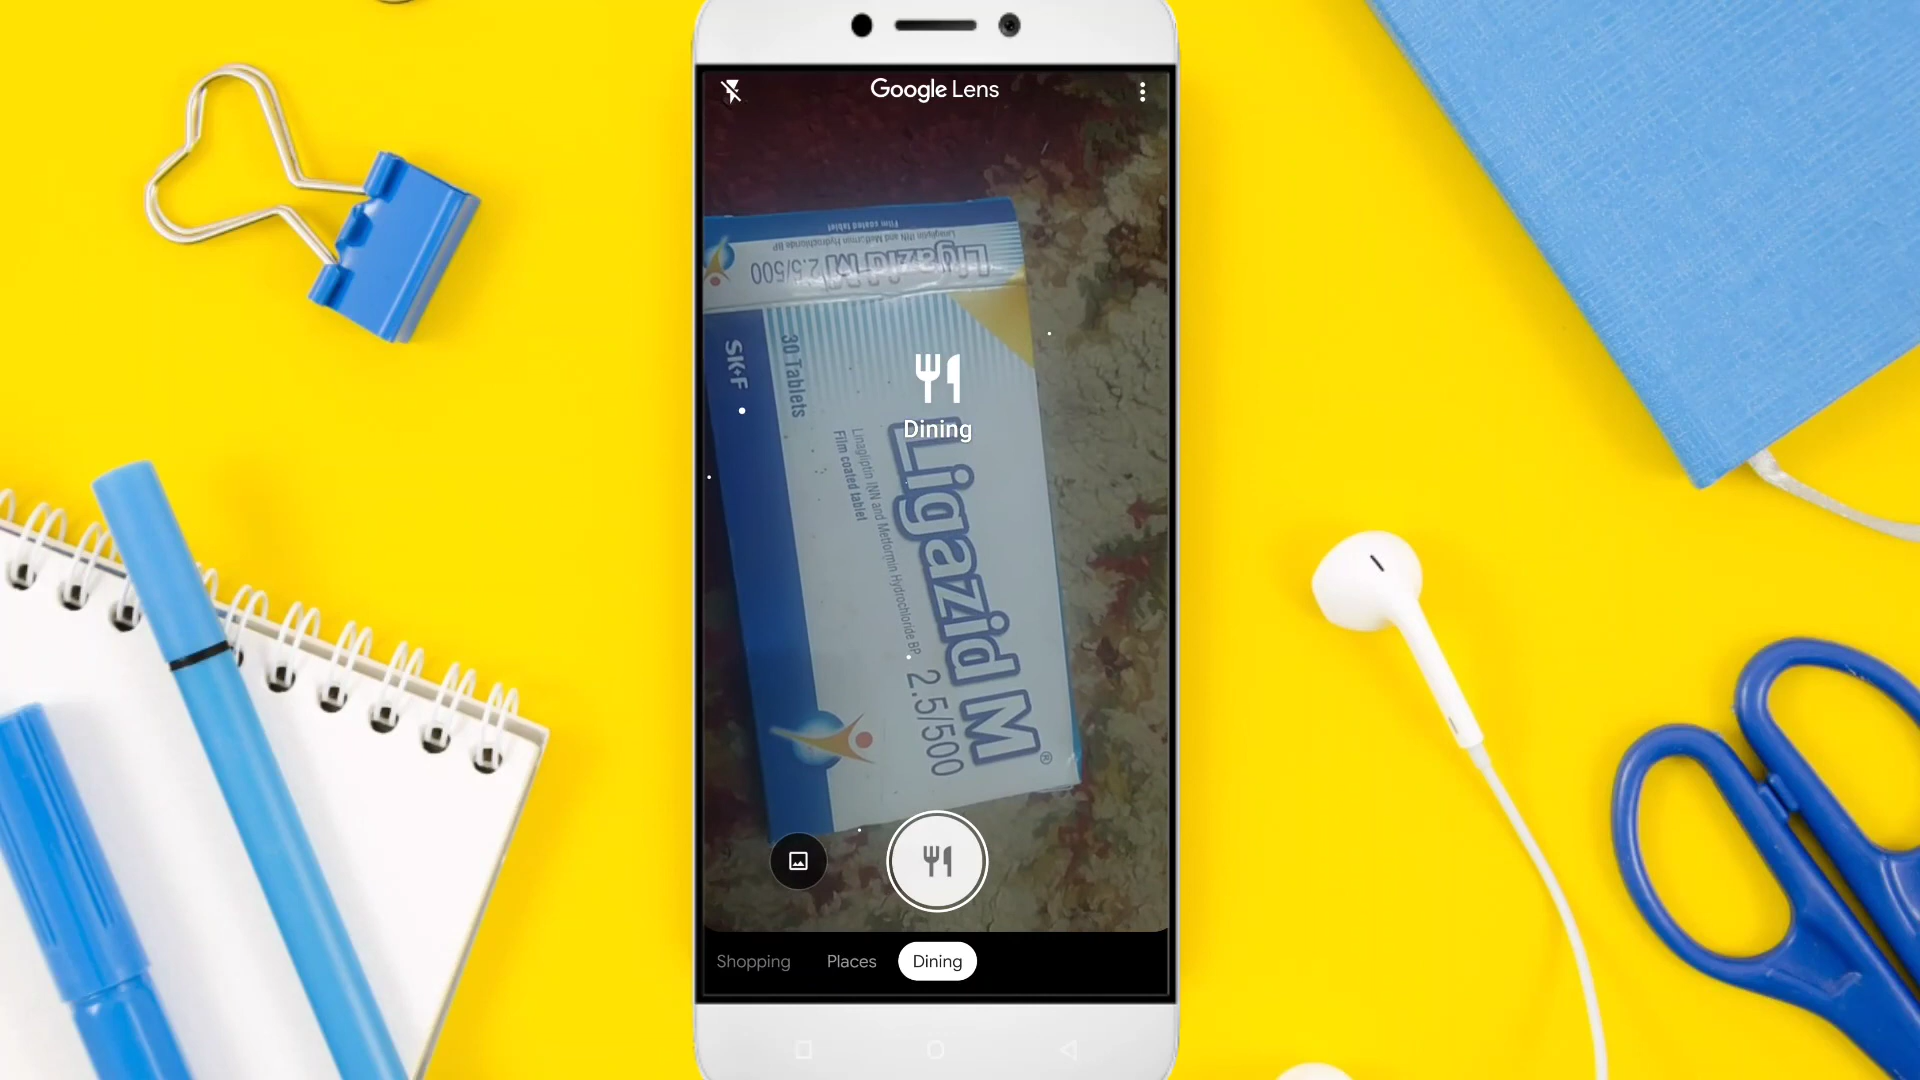 Google Lens
Film coated tablet
Linagliptin INN and Metformin Hydrochloride BP
Ligazid M 2.5/500
SK+F
30 Tablets
Dining
Ligazid M®
2.5/500
Linagliptin INN and Metformin Hydrochloride BP
Film coated tablet
Shopping
Places
Dining